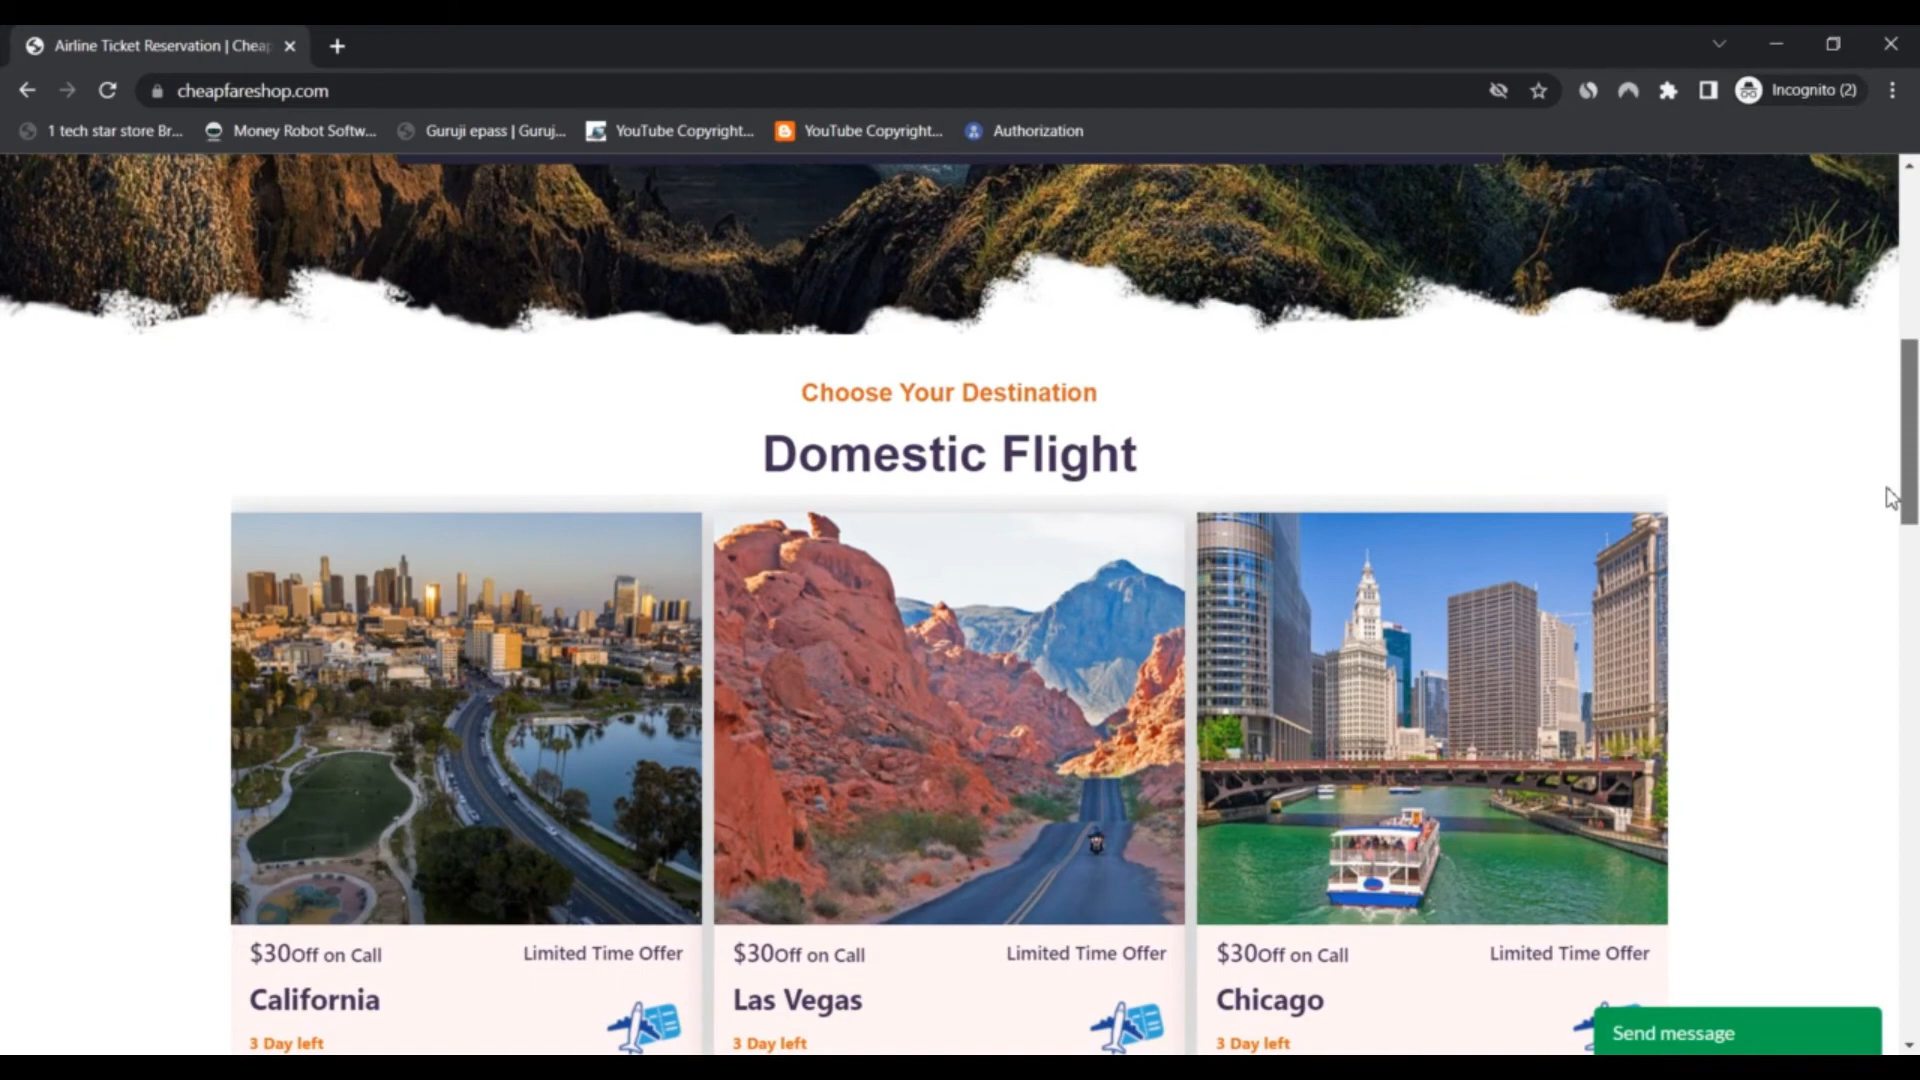 Airline Ticket Reservation | Cheap
cheapfareshop.com
Incognito (2)
1 tech star store Br...
Money Robot Softw...
Guruji epass | Guruj...
YouTube Copyright...
YouTube Copyright...
Authorization
Choose Your Destination
Domestic Flight
$30Off on Call
Limited Time Offer
California
3 Day left
$30Off on Call
Limited Time Offer
Las Vegas
3 Day left
$30Off on Call
Limited Time Offer
Chicago
3 Day left
Send message